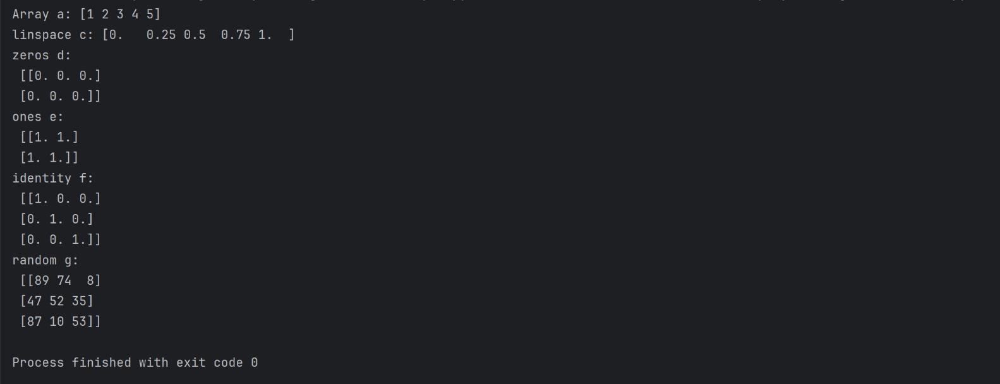 Array a: [1 2 3 4 5]
linspace c: [0.   0.25 0.5  0.75 1.  ]
zeros d:
 [[0. 0. 0.]
 [0. 0. 0.]]
ones e:
 [[1. 1.]
 [1. 1.]]
identity f:
 [[1. 0. 0.]
 [0. 1. 0.]
 [0. 0. 1.]]
random g:
 [[89 74  8]
 [47 52 35]
 [87 10 53]]

Process finished with exit code 0